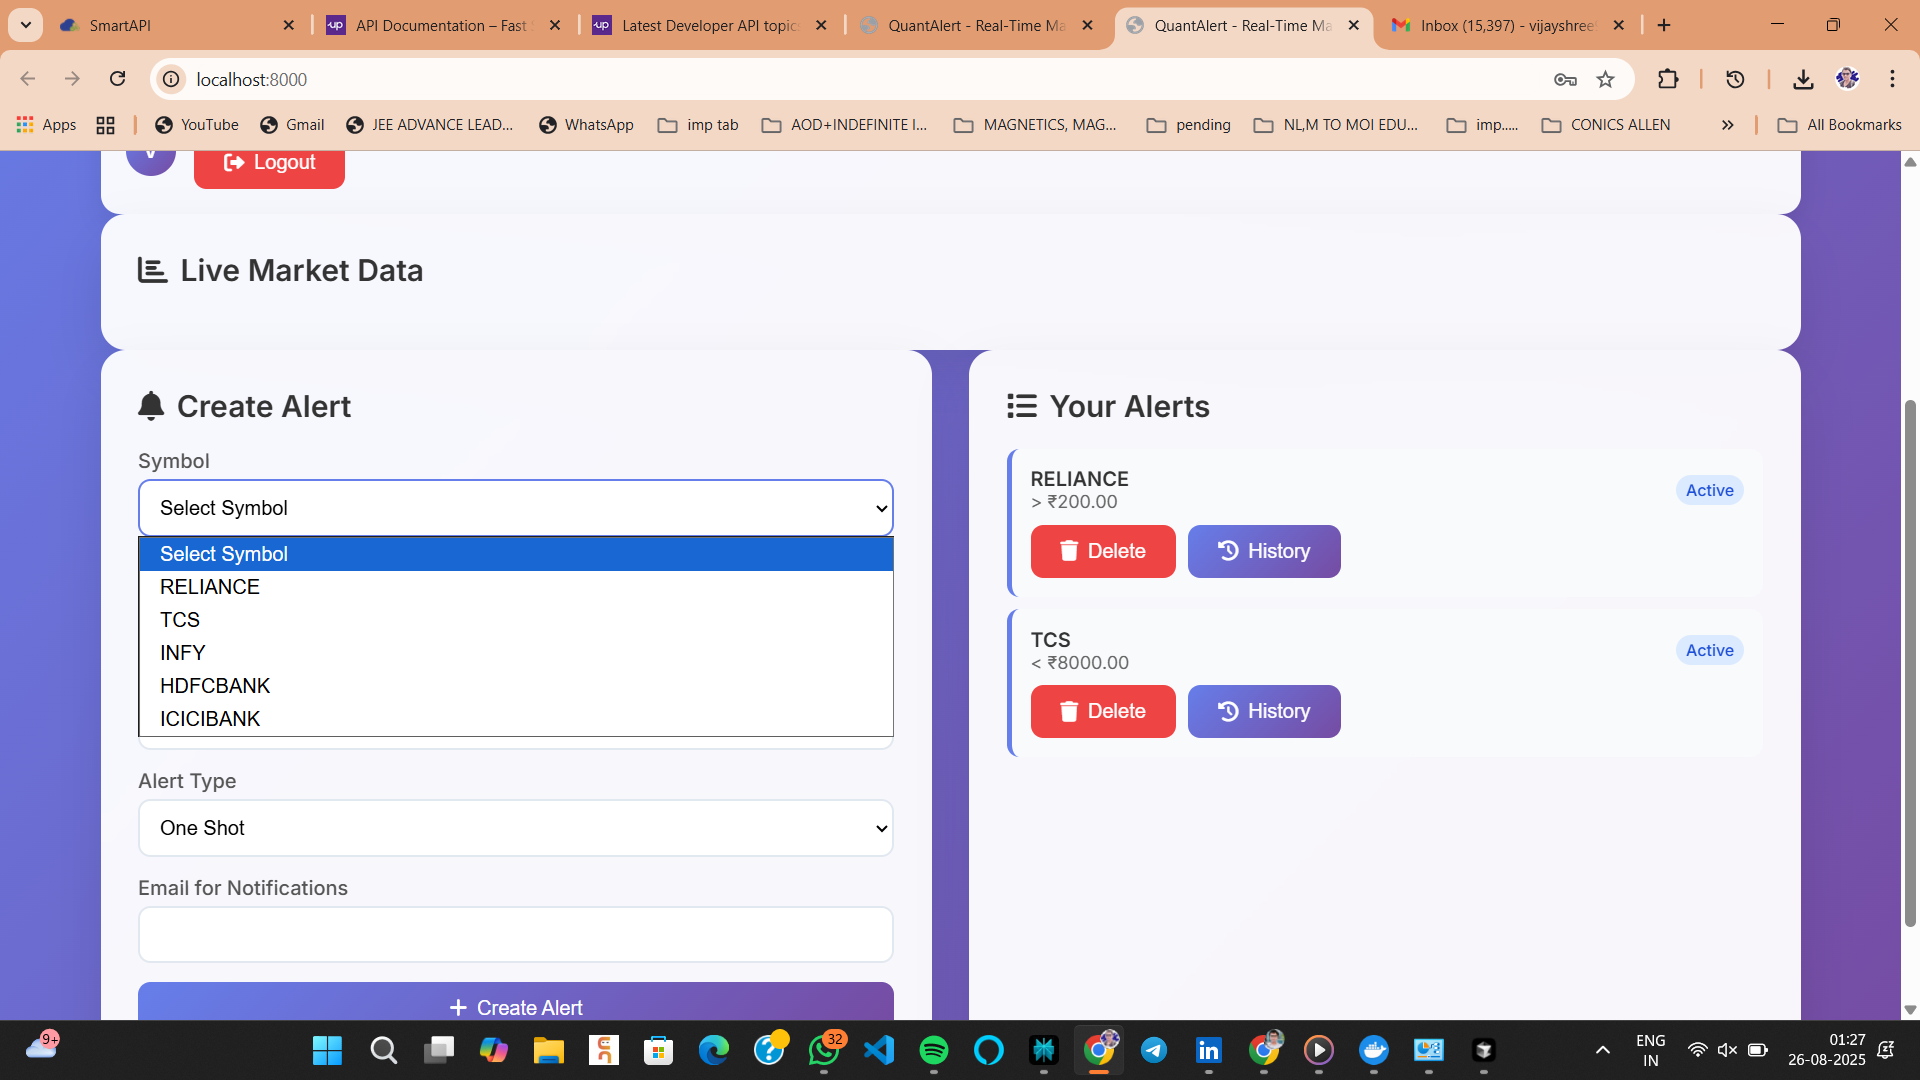 SmartAPI
API Documentation – Fast
Latest Developer API topic
QuantAlert - Real-Time Ma
QuantAlert - Real-Time Ma
Inbox (15,397) - vijayshree
localhost:8000
Apps
YouTube
Gmail
JEE ADVANCE LEAD...
WhatsApp
imp tab
AOD+INDEFINITE I...
MAGNETICS, MAG...
pending
NL,M TO MOI EDU...
imp.....
CONICS ALLEN
»
All Bookmarks
Logout
Live Market Data
Create Alert
Symbol
Select Symbol
Select Symbol
RELIANCE
TCS
INFY
HDFCBANK
ICICIBANK
Alert Type
One Shot
Email for Notifications
+ Create Alert
Your Alerts
RELIANCE
> ₹200.00
Active
Delete
History
TCS
< ₹8000.00
Active
Delete
History
9+
32
ENG
IN
01:27
26-08-2025